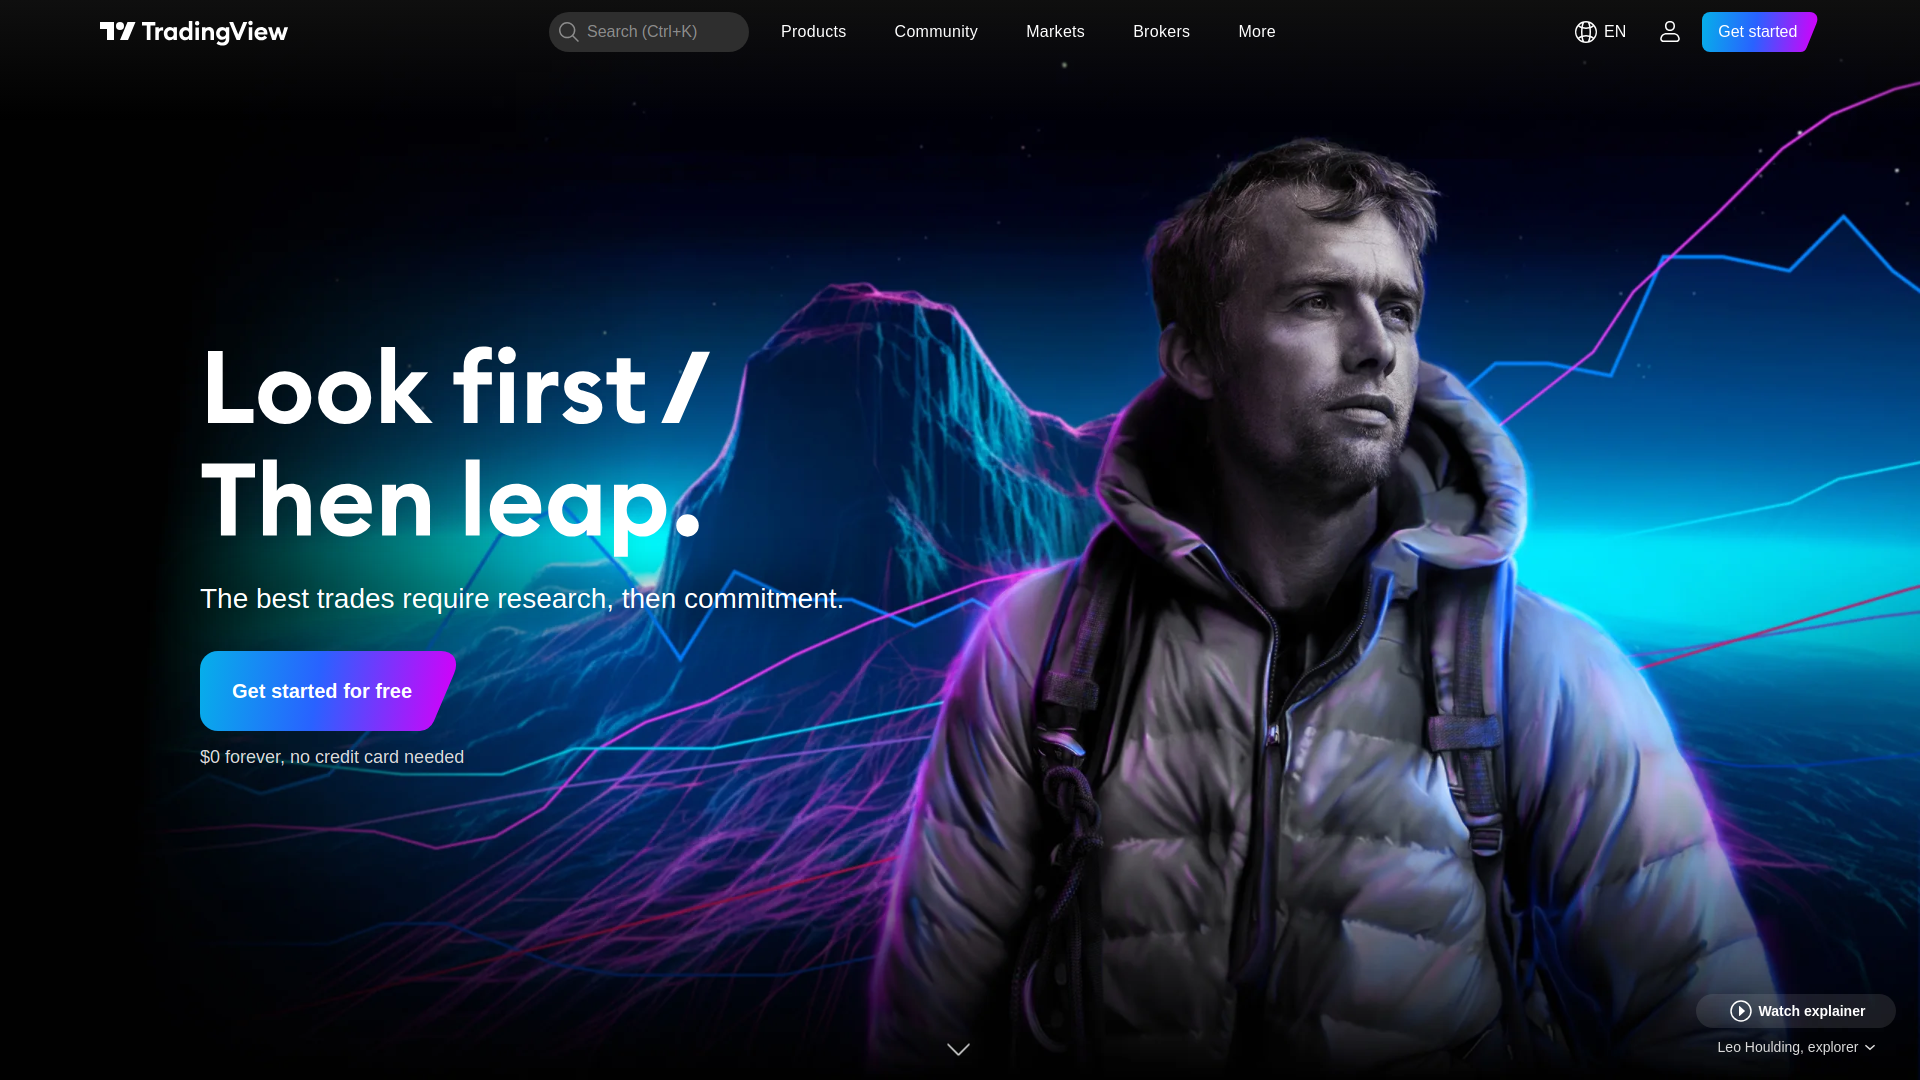 TradingView
Search (Ctrl+K)
Products
Community
Markets
Brokers
More
EN
Get started
Look first /
Then leap.
The best trades require research, then commitment.
Get started for free
$0 forever, no credit card needed
Watch explainer
Leo Houlding, explorer